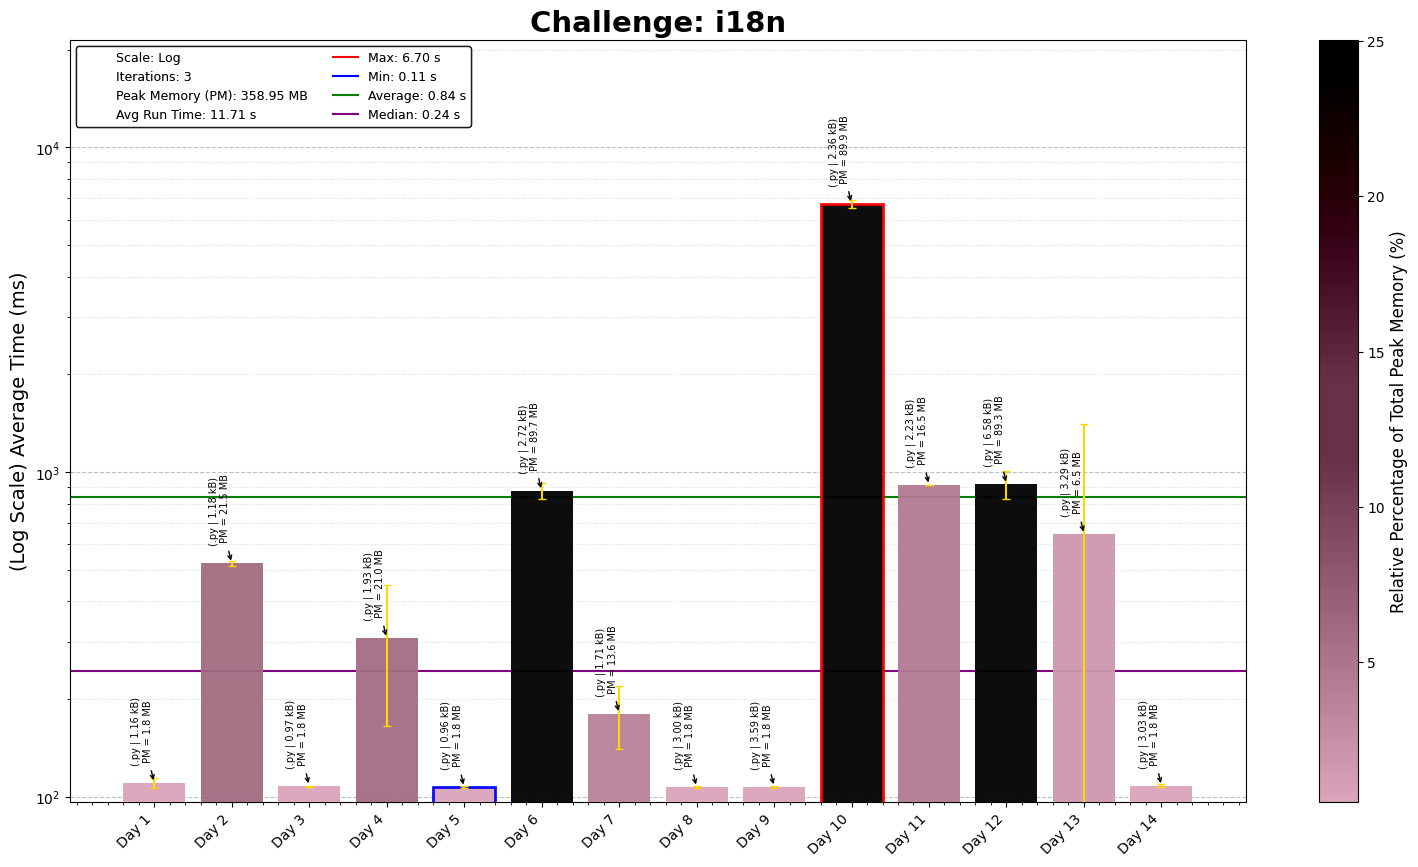 Challenge: i18n
Scale: Log
Iterations: 3
Peak Memory (PM): 358.95 MB
Avg Run Time: 11.71 s
Max: 6.70 s
Min: 0.11 s
Average: 0.84 s
Median: 0.24 s
(Log Scale) Average Time (ms)
10⁴
10³
10²
(.py | 1.16 kB)
PM = 1.8 MB
(.py | 1.18 kB)
PM = 21.5 MB
(.py | 0.97 kB)
PM = 1.8 MB
(.py | 1.93 kB)
PM = 21.0 MB
(.py | 0.96 kB)
PM = 1.8 MB
(.py | 2.72 kB)
PM = 89.7 MB
(.py | 1.71 kB)
PM = 13.6 MB
(.py | 3.00 kB)
PM = 1.8 MB
(.py | 3.59 kB)
PM = 1.8 MB
(.py | 2.36 kB)
PM = 89.9 MB
(.py | 2.23 kB)
PM = 16.5 MB
(.py | 6.58 kB)
PM = 89.3 MB
(.py | 3.29 kB)
PM = 6.5 MB
(.py | 3.03 kB)
PM = 1.8 MB
Day 1
Day 2
Day 3
Day 4
Day 5
Day 6
Day 7
Day 8
Day 9
Day 10
Day 11
Day 12
Day 13
Day 14
25
20
15
10
5
Relative Percentage of Total Peak Memory (%)